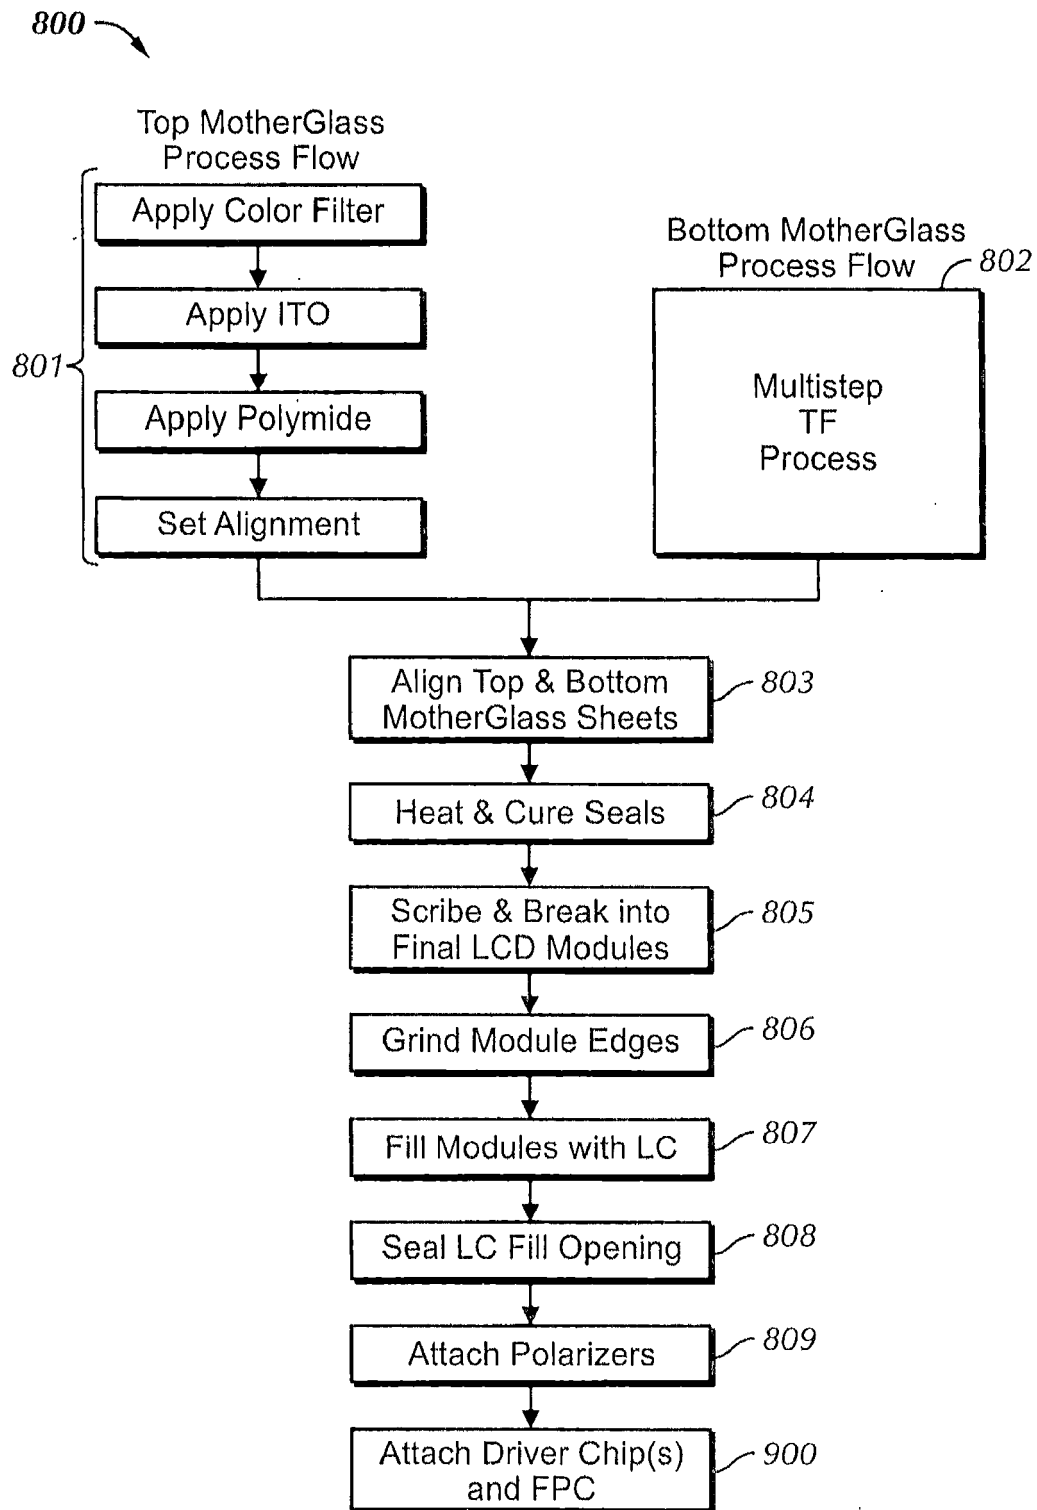 800
Top MotherGlass
Process Flow
801
Apply Color Filter
Apply ITO
Apply Polymide
Set Alignment
Bottom MotherGlass
Process Flow
802
Multistep
TF
Process
Align Top & Bottom
MotherGlass Sheets
803
Heat & Cure Seals
804
Scribe & Break into
Final LCD Modules
805
Grind Module Edges
806
Fill Modules with LC
807
Seal LC Fill Opening
808
Attach Polarizers
809
Attach Driver Chip(s)
and FPC
900